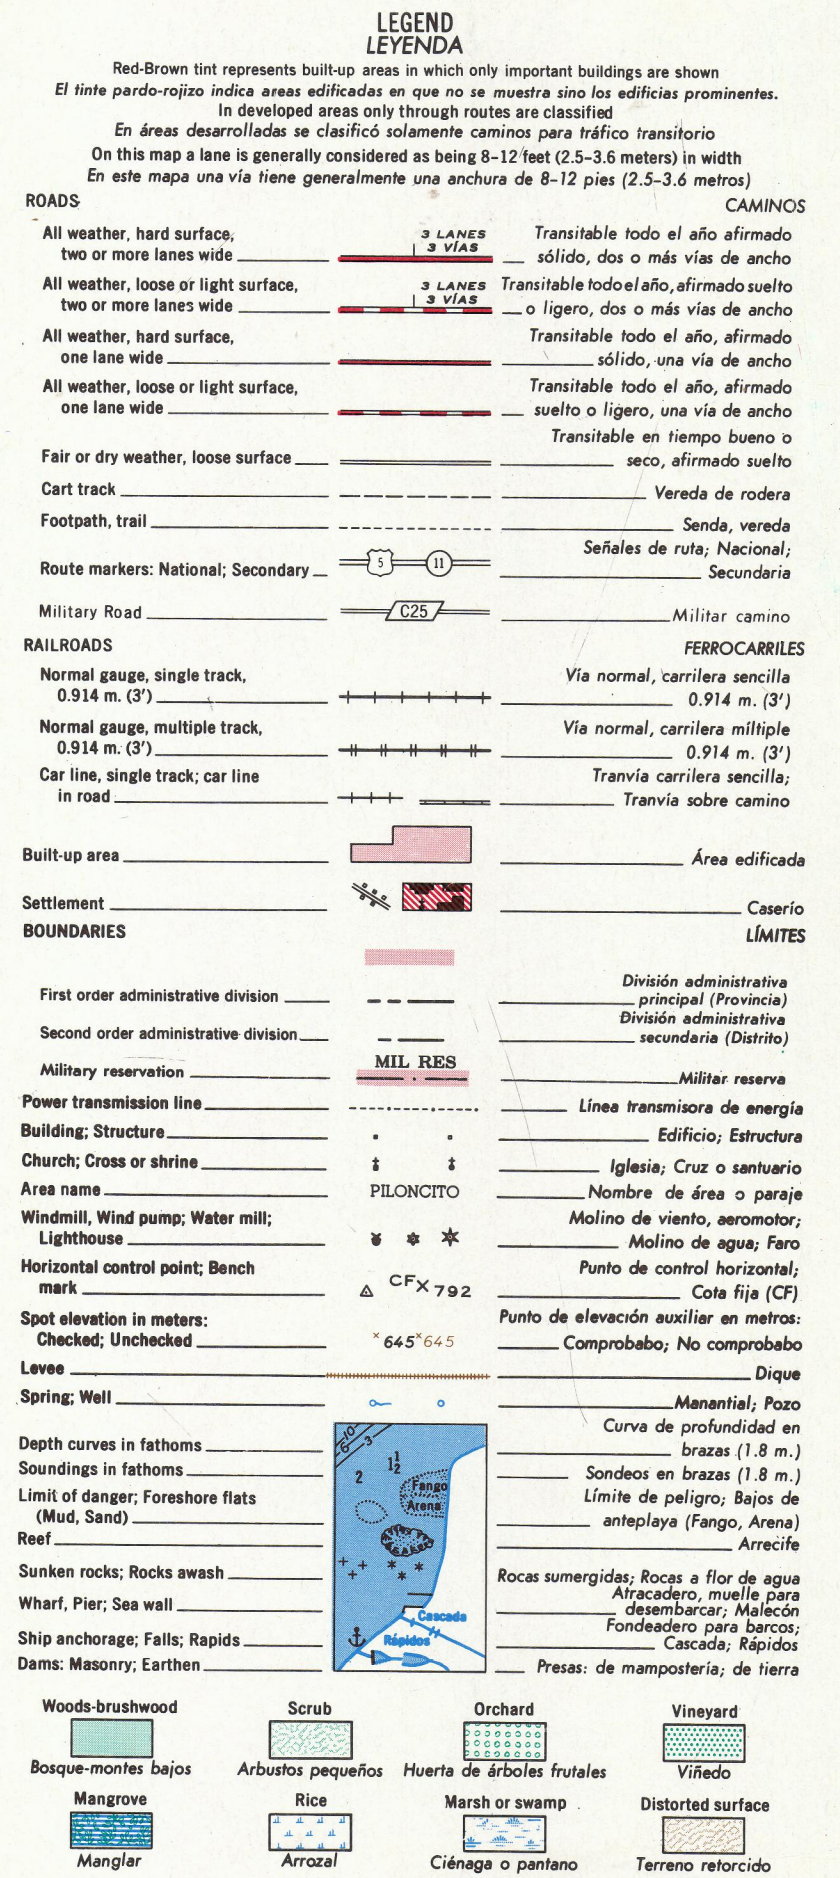 LEGEND
LEYENDA
Red-Brown tint represents built-up areas in which only important buildings are shown
El tinte pardo-rojizo indica areas edificadas en que no se muestra sino los edificias prominentes.
In developed areas only through routes are classified
En áreas desarrolladas se clasificó solamente caminos para tráfico transitorio
On this map a lane is generally considered as being 8-12 feet (2.5-3.6 meters) in width
En este mapa una vía tiene generalmente una anchura de 8-12 pies (2.5-3.6 metros)
ROADS CAMINOS
All weather, hard surface, 3 LANES Transitable todo el año afirmado
two or more lanes wide 3 VÍAS sólido, dos o más vías de ancho
All weather, loose or light surface, 3 LANES Transitable todo el año, afirmado suelto
two or more lanes wide 3 VÍAS o ligero, dos o más vías de ancho
All weather, hard surface, Transitable todo el año, afirmado
one lane wide sólido, una vía de ancho
All weather, loose or light surface, Transitable todo el año, afirmado
one lane wide suelto o ligero, una vía de ancho
Transitable en tiempo bueno o
Fair or dry weather, loose surface seco, afirmado suelto
Cart track Vereda de rodera
Footpath, trail Senda, vereda
Señales de ruta; Nacional;
Route markers: National; Secondary 5 11 Secundaria
Military Road C25 Militar camino
RAILROADS FERROCARRILES
Normal gauge, single track, Vía normal, carrilera sencilla
0.914 m. (3') 0.914 m. (3')
Normal gauge, multiple track, Vía normal, carrilera míltiple
0.914 m. (3') 0.914 m. (3')
Car line, single track; car line Tranvía carrilera sencilla;
in road Tranvía sobre camino
Built-up area Área edificada
Settlement Caserío
BOUNDARIES LÍMITES
División administrativa
First order administrative division principal (Provincia)
División administrativa
Second order administrative division secundaria (Distrito)
Military reservation MIL RES Militar reserva
Power transmission line Línea transmisora de energía
Building; Structure Edificio; Estructura
Church; Cross or shrine Iglesia; Cruz o santuario
Area name PILONCITO Nombre de área o paraje
Windmill, Wind pump; Water mill; Molino de viento, aeromotor;
Lighthouse Molino de agua; Faro
Horizontal control point; Bench Punto de control horizontal;
mark CF X 792 Cota fija (CF)
Spot elevation in meters: Punto de elevación auxiliar en metros:
Checked; Unchecked x 645 x 645 Comprobabo; No comprobabo
Levee Dique
Spring; Well Manantial; Pozo
Curva de profundidad en
Depth curves in fathoms 10 6 3 brazas (1.8 m.)
Soundings in fathoms 2 1 1/2 Sondeos en brazas (1.8 m.)
Limit of danger; Foreshore flats Fango Límite de peligro; Bajos de
(Mud, Sand) Arena anteplaya (Fango, Arena)
Reef Arrecife
Sunken rocks; Rocks awash Rocas sumergidas; Rocas a flor de agua
Atracadero, muelle para
Wharf, Pier; Sea wall Cascada desembarcar; Malecón
Fondeadero para barcos;
Ship anchorage; Falls; Rapids Rápidos Cascada; Rápidos
Dams: Masonry; Earthen Presas: de mampostería; de tierra
Woods-brushwood Scrub Orchard Vineyard
Bosque-montes bajos Arbustos pequeños Huerta de árboles frutales Viñedo
Mangrove Rice Marsh or swamp Distorted surface
Manglar Arrozal Ciénaga o pantano Terreno retorcido